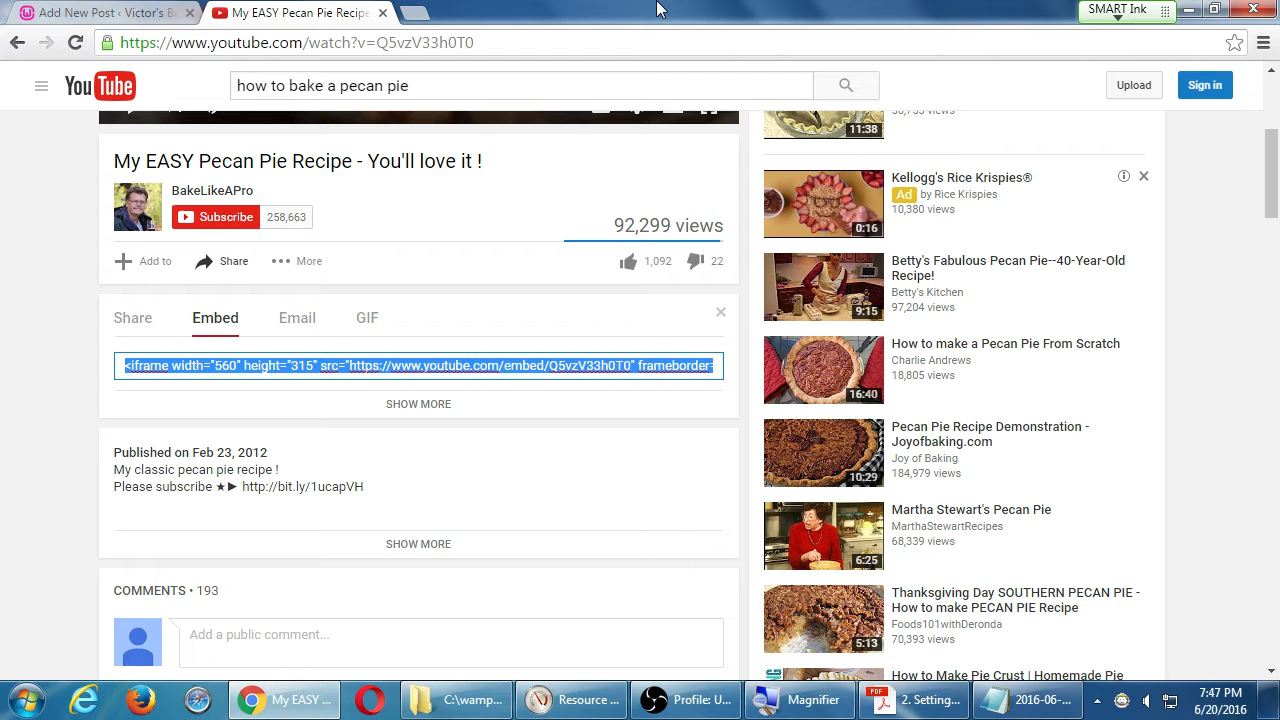 Add New Post ‹ Victor's B
My EASY Pecan Pie Recipe
SMART Ink
https://www.youtube.com/watch?v=Q5vzV33h0T0
YouTube
how to bake a pecan pie
Upload
Sign in
11:38
My EASY Pecan Pie Recipe - You'll love it !
BakeLikeAPro
Subscribe 258,663
92,299 views
Add to
Share
More
1,092
22
Share
Embed
Email
GIF
<iframe width="560" height="315" src="https://www.youtube.com/embed/Q5vzV33h0T0" frameborder=
SHOW MORE
Published on Feb 23, 2012
My classic pecan pie recipe !
Please subscribe ★► http://bit.ly/1ucapVH
SHOW MORE
COMMENTS • 193
Add a public comment...
Kellogg's Rice Krispies®
Ad by Rice Krispies
10,380 views
0:16
Betty's Fabulous Pecan Pie--40-Year-Old
Recipe!
Betty's Kitchen
97,204 views
9:15
How to make a Pecan Pie From Scratch
Charlie Andrews
18,805 views
16:40
Pecan Pie Recipe Demonstration -
Joyofbaking.com
Joy of Baking
184,979 views
10:29
Martha Stewart's Pecan Pie
MarthaStewartRecipes
68,339 views
6:25
Thanksgiving Day SOUTHERN PECAN PIE -
How to make PECAN PIE Recipe
Foods101withDeronda
70,393 views
5:13
How to Make Pie Crust | Homemade Pie
My EASY ...
C:\wamp...
Resource ...
Profile: U...
Magnifier
PDF
2. Setting...
2016-06-...
7:47 PM
6/20/2016